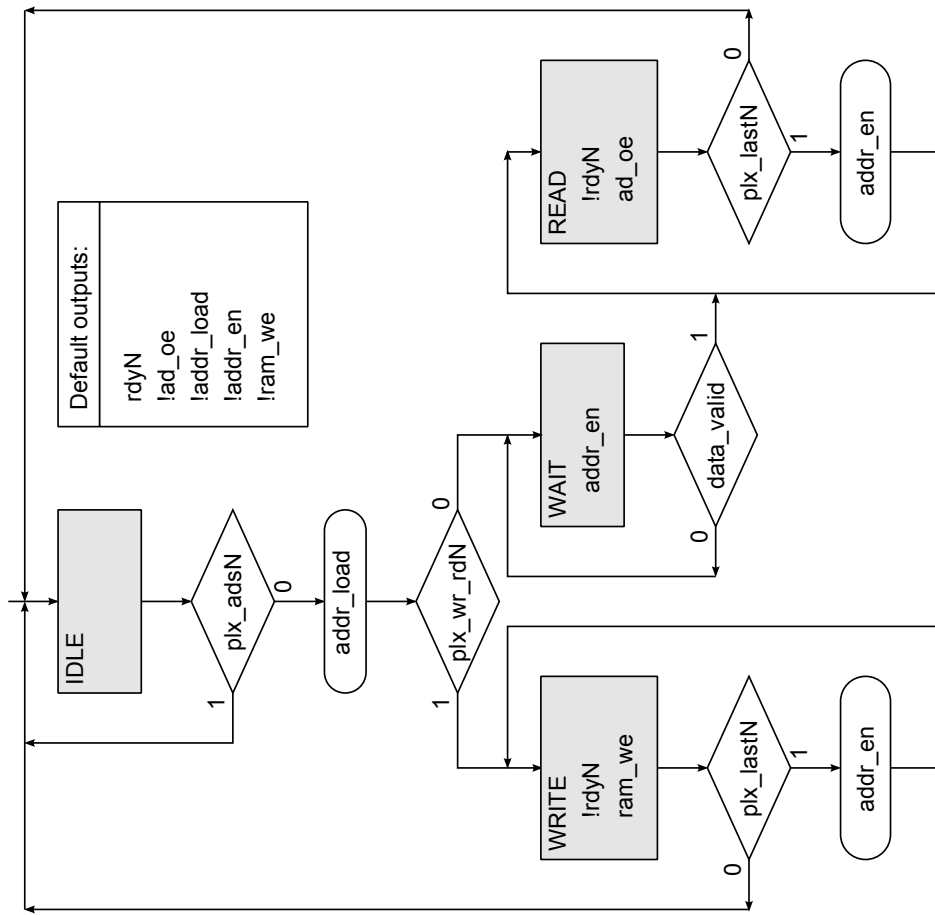 IDLE
plx_adsN
1
0
addr_load
plx_wr_rdN
1
0
Default outputs:
rdyN
!ad_oe
!addr_load
!addr_en
!ram_we
WRITE
!rdyN
ram_we
plx_lastN
0
1
addr_en
WAIT
addr_en
data_valid
0
1
READ
!rdyN
ad_oe
plx_lastN
0
1
addr_en